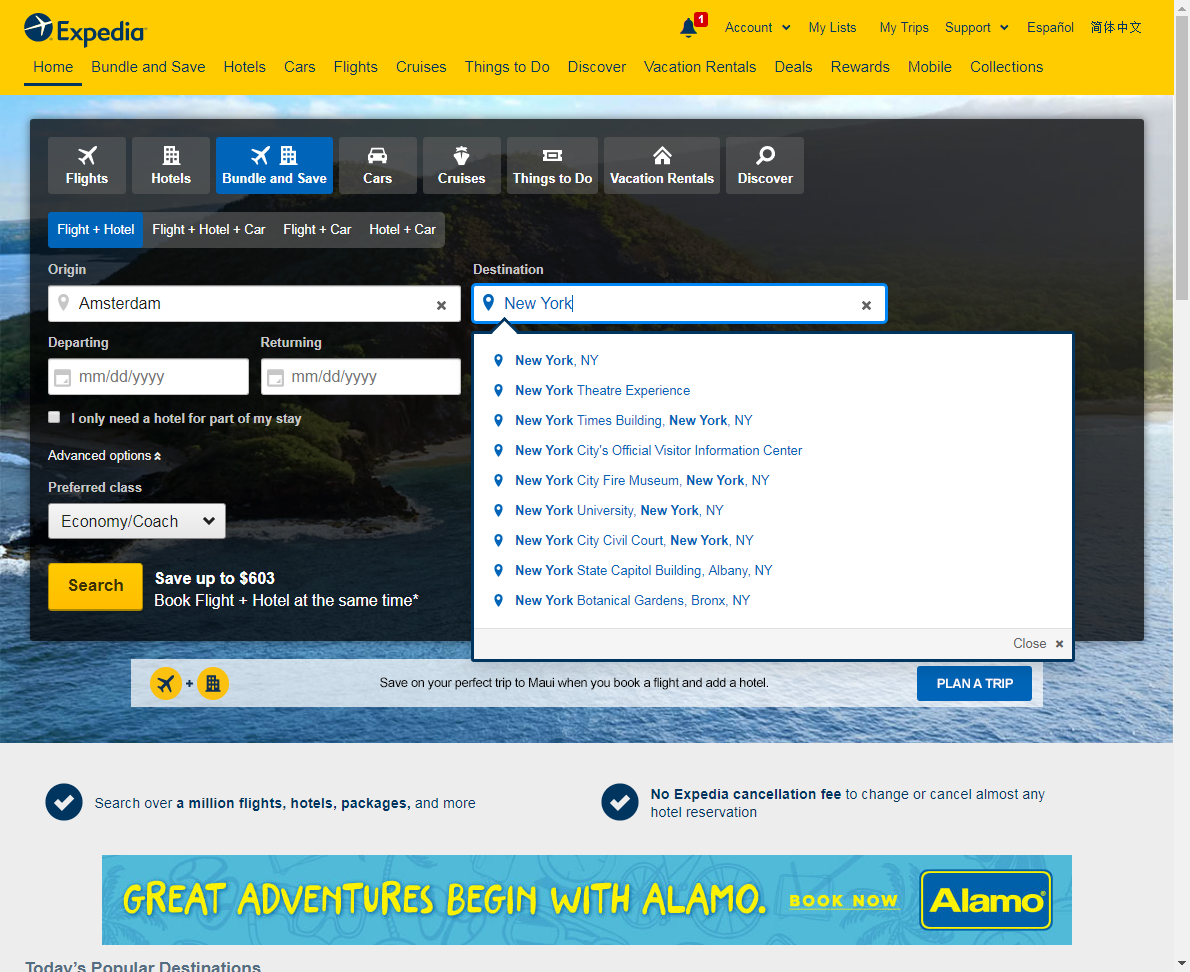 Expedia
1
Account
My Lists
My Trips
Support
Español
简体中文
Home
Bundle and Save
Hotels
Cars
Flights
Cruises
Things to Do
Discover
Vacation Rentals
Deals
Rewards
Mobile
Collections
Flights
Hotels
Bundle and Save
Cars
Cruises
Things to Do
Vacation Rentals
Discover
Flight + Hotel
Flight + Hotel + Car
Flight + Car
Hotel + Car
Origin
Destination
Amsterdam
New York
Departing
Returning
mm/dd/yyyy
mm/dd/yyyy
I only need a hotel for part of my stay
Advanced options
Preferred class
Economy/Coach
Search
Save up to $603
Book Flight + Hotel at the same time*
New York, NY
New York Theatre Experience
New York Times Building, New York, NY
New York City's Official Visitor Information Center
New York City Fire Museum, New York, NY
New York University, New York, NY
New York City Civil Court, New York, NY
New York State Capitol Building, Albany, NY
New York Botanical Gardens, Bronx, NY
Close
+
Save on your perfect trip to Maui when you book a flight and add a hotel.
PLAN A TRIP
Search over a million flights, hotels, packages, and more
No Expedia cancellation fee to change or cancel almost any
hotel reservation
GREAT ADVENTURES BEGIN WITH ALAMO.
BOOK NOW
Alamo®
Today's Popular Destinations